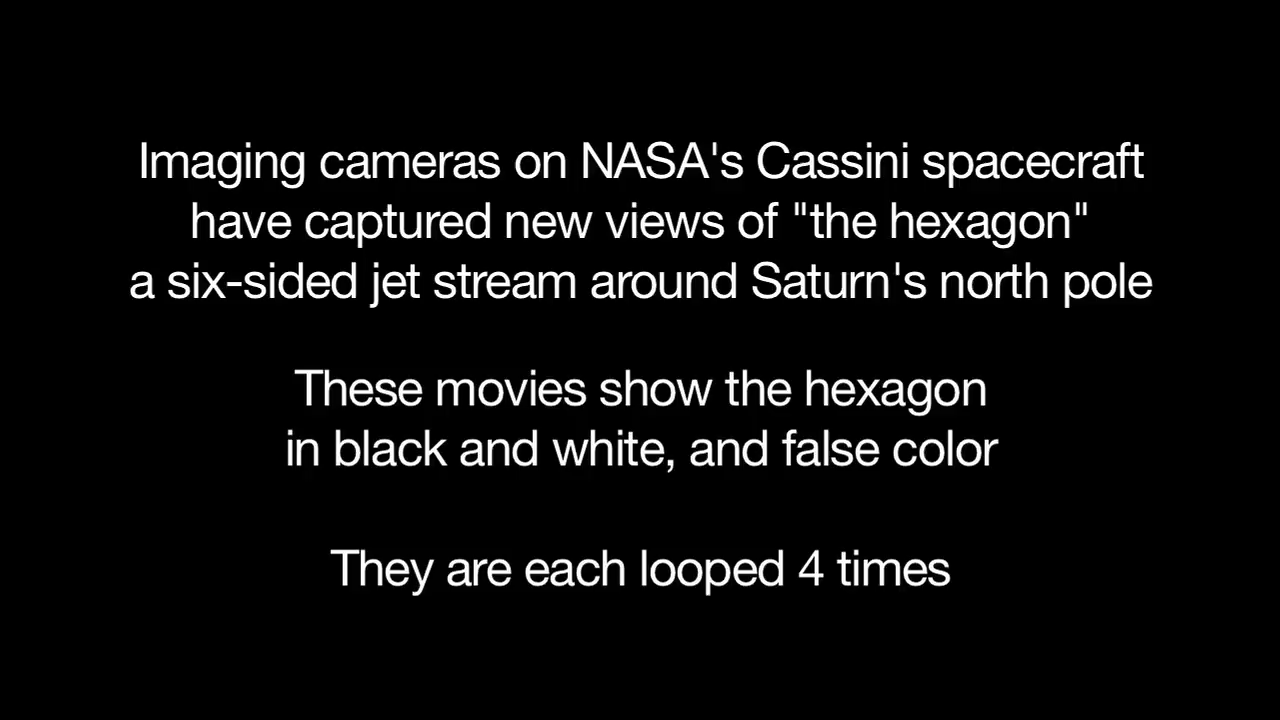 Imaging cameras on NASA's Cassini spacecraft
have captured new views of "the hexagon"
a six-sided jet stream around Saturn's north pole
These movies show the hexagon
in black and white, and false color
They are each looped 4 times